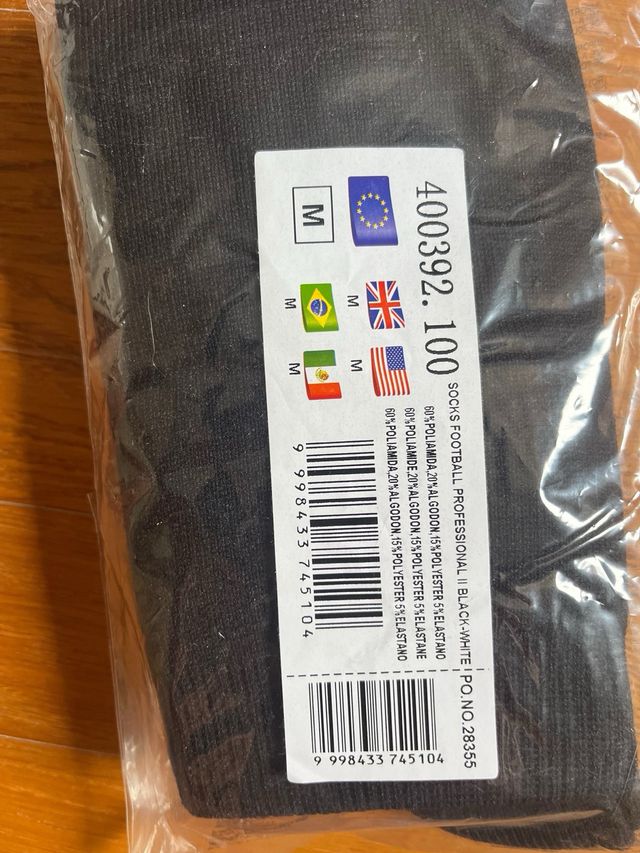 400392.100
SOCKS FOOTBALL PROFESSIONAL II BLACK-WHITE
M
M
M
M
M
60%POLIAMIDA,20%ALGODON,15%POLYESTER 5%ELASTANO
60%POLIAMIDE,20%ALGODON,15%POLYESTER 5%ELASTANE
60%POLIAMIDA,20%ALGODON,15%POLYESTER 5%ELASTANO
9 998433 745104
PO.NO.28355
9 998433 745104